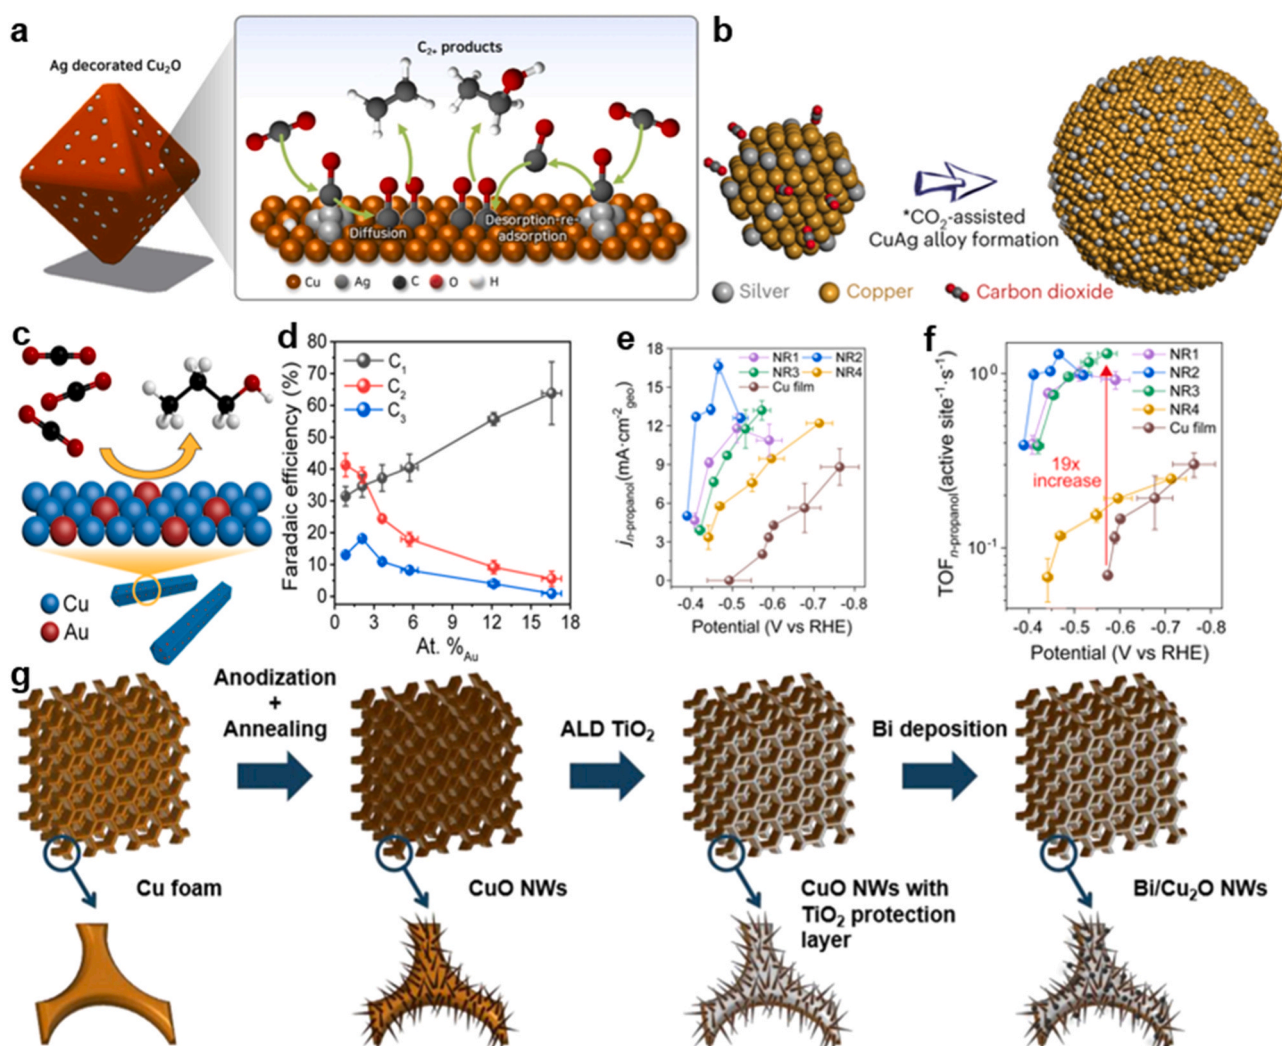 a
Ag decorated Cu₂O
C₂₊ products
Diffusion
Desorption-re-
adsorption
Cu
Ag
C
O
H
b
*CO₂-assisted
CuAg alloy formation
Silver
Copper
Carbon dioxide
c
Cu
Au
d
Faradaic efficiency (%)
80
70
60
50
40
30
20
10
0
C₁
C₂
C₃
0 3 6 9 12 15 18
At. %Au
e
j n-propanol (mA·cm⁻²geo)
18
15
12
9
6
3
0
NR1 NR2
NR3 NR4
Cu film
-0.4 -0.5 -0.6 -0.7 -0.8
Potential (V vs RHE)
f
TOF n-propanol (active site⁻¹·s⁻¹)
10⁰
10⁻¹
NR1
NR2
NR3
NR4
Cu film
19x
increase
-0.4 -0.5 -0.6 -0.7 -0.8
Potential (V vs RHE)
g
Anodization
+
Annealing
ALD TiO₂
Bi deposition
Cu foam
CuO NWs
CuO NWs with
TiO₂ protection
layer
Bi/Cu₂O NWs